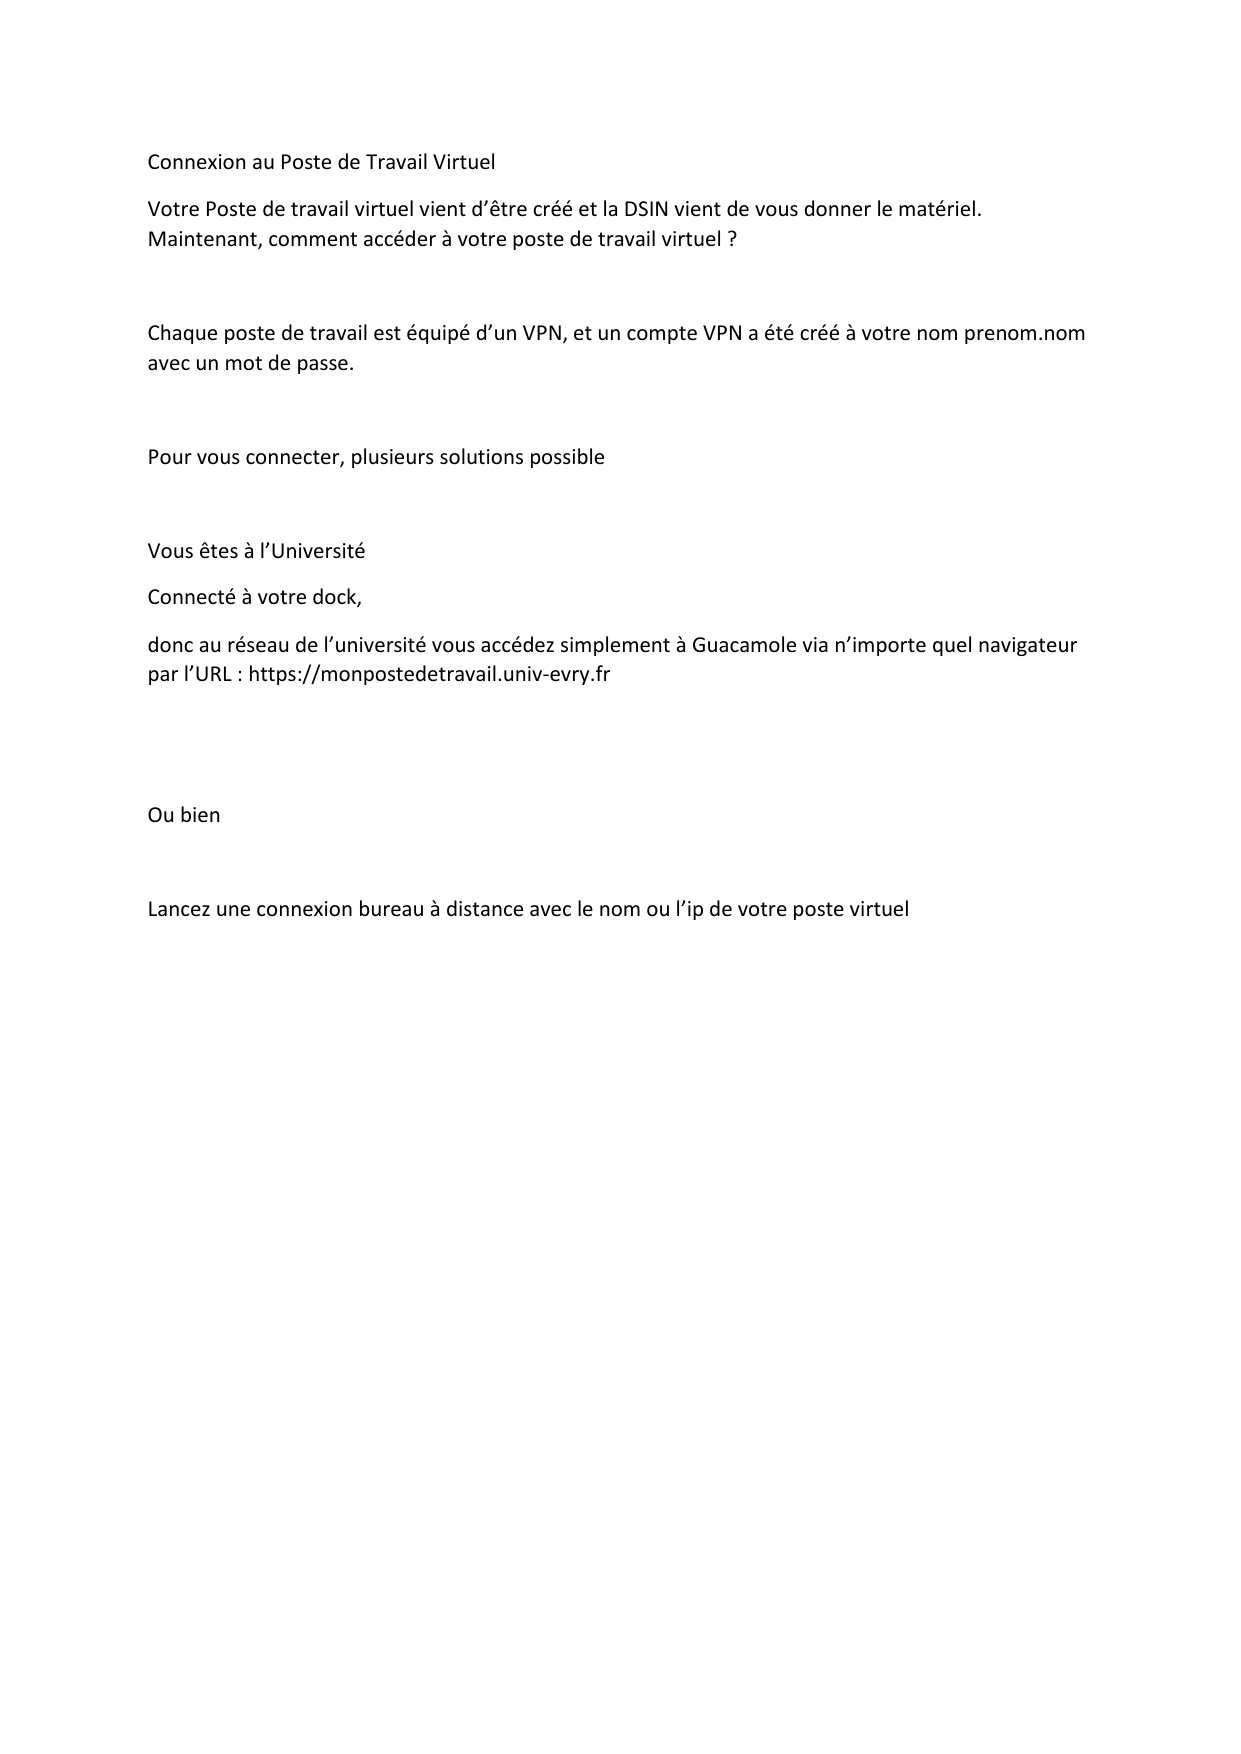 Connexion au Poste de Travail Virtuel
Votre Poste de travail virtuel vient d’être créé et la DSIN vient de vous donner le matériel.
Maintenant, comment accéder à votre poste de travail virtuel ?
Chaque poste de travail est équipé d’un VPN, et un compte VPN a été créé à votre nom prenom.nom
avec un mot de passe.
Pour vous connecter, plusieurs solutions possible
Vous êtes à l’Université
Connecté à votre dock,
donc au réseau de l’université vous accédez simplement à Guacamole via n’importe quel navigateur
par l’URL : https://monpostedetravail.univ-evry.fr
Ou bien
Lancez une connexion bureau à distance avec le nom ou l’ip de votre poste virtuel